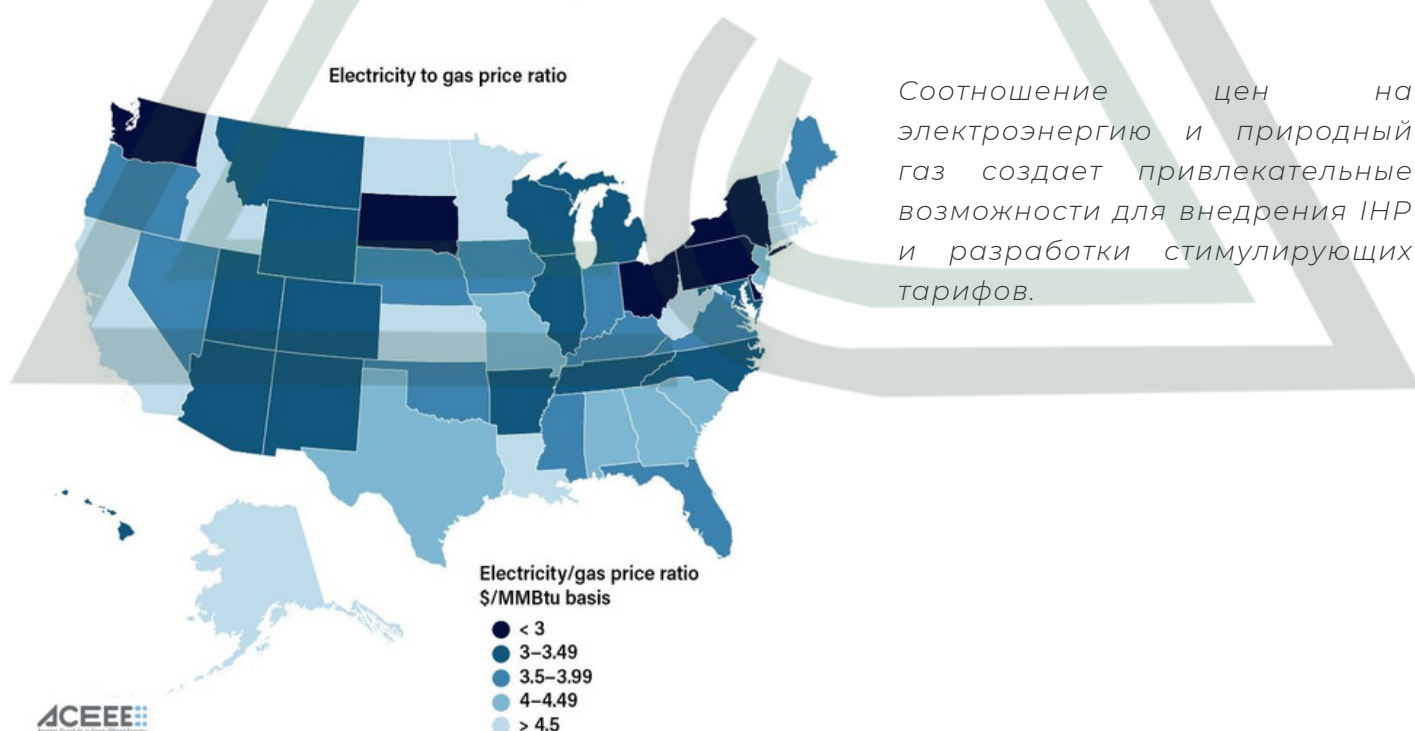 Electricity to gas price ratio
Соотношение цен на
электроэнергию и природный
газ создает привлекательные
возможности для внедрения IHP
и разработки стимулирующих
тарифов.
Electricity/gas price ratio
$/MMBtu basis
< 3
3–3.49
3.5–3.99
4–4.49
> 4.5
ACEEE